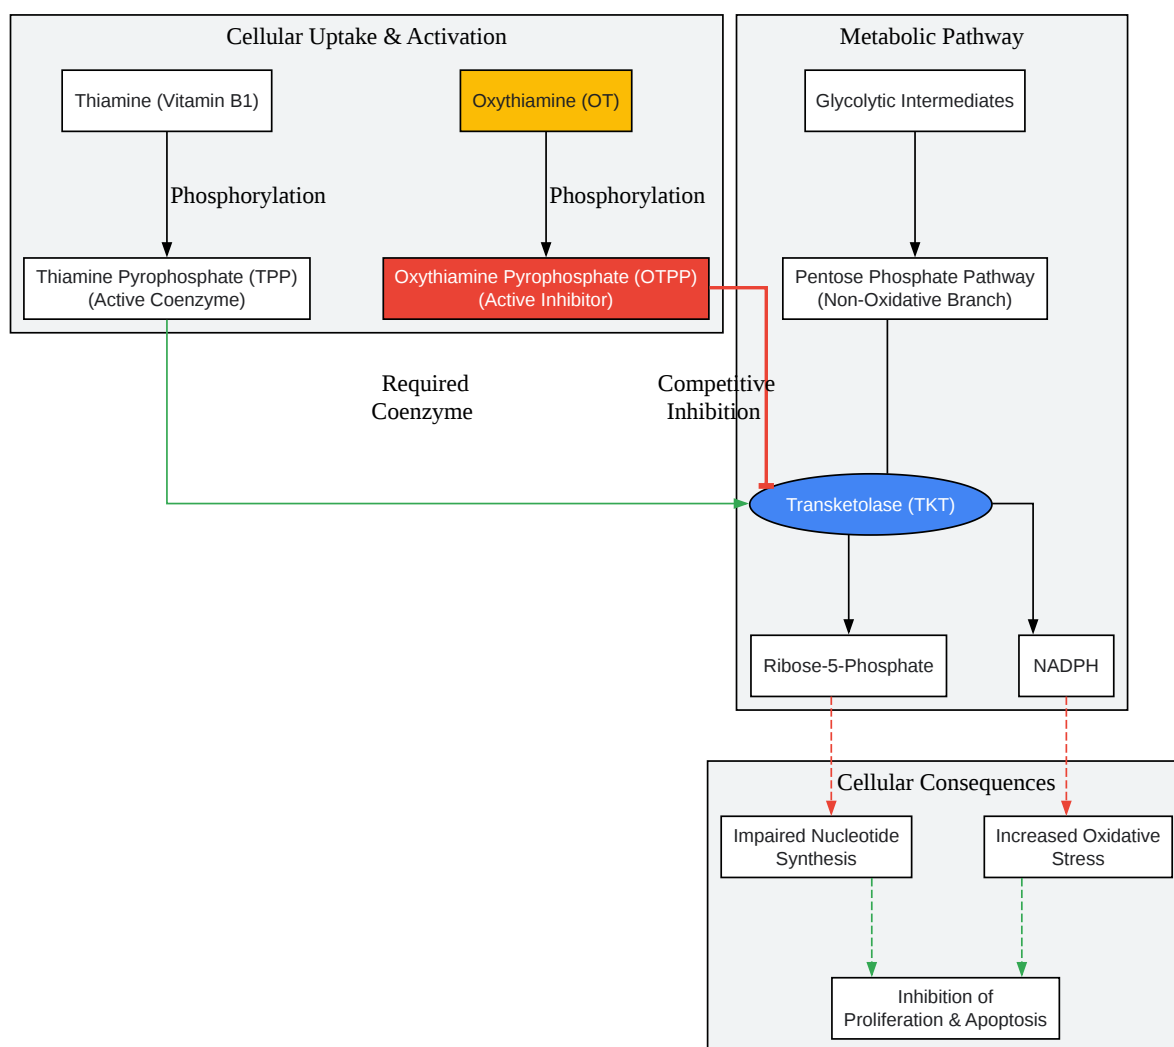 Cellular Uptake & Activation
Thiamine (Vitamin B1)
Oxythiamine (OT)
Phosphorylation
Phosphorylation
Thiamine Pyrophosphate (TPP)
(Active Coenzyme)
Oxythiamine Pyrophosphate (OTPP)
(Active Inhibitor)
Required
Coenzyme
Competitive
Inhibition
Metabolic Pathway
Glycolytic Intermediates
Pentose Phosphate Pathway
(Non-Oxidative Branch)
Transketolase (TKT)
Ribose-5-Phosphate
NADPH
Cellular Consequences
Impaired Nucleotide
Synthesis
Increased Oxidative
Stress
Inhibition of
Proliferation & Apoptosis